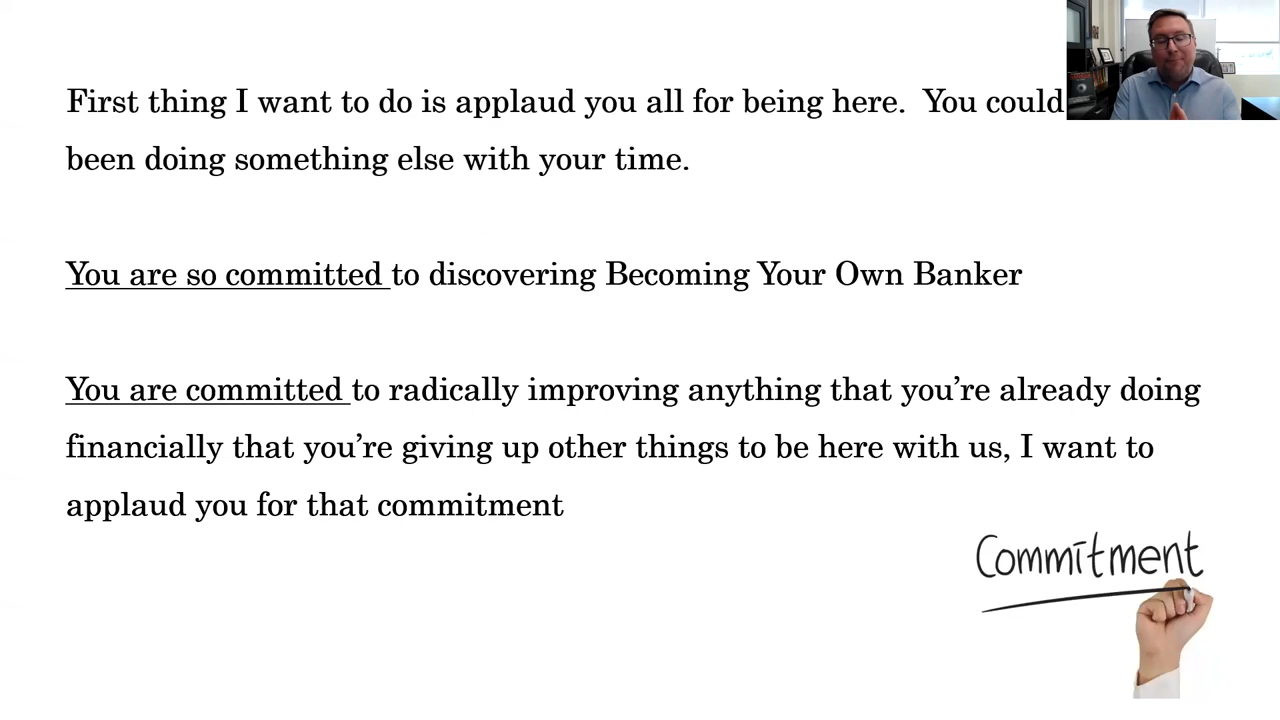 First thing I want to do is applaud you all for being here. You could
been doing something else with your time.
You are so committed to discovering Becoming Your Own Banker
You are committed to radically improving anything that you’re already doing
financially that you’re giving up other things to be here with us, I want to
applaud you for that commitment
Commitment